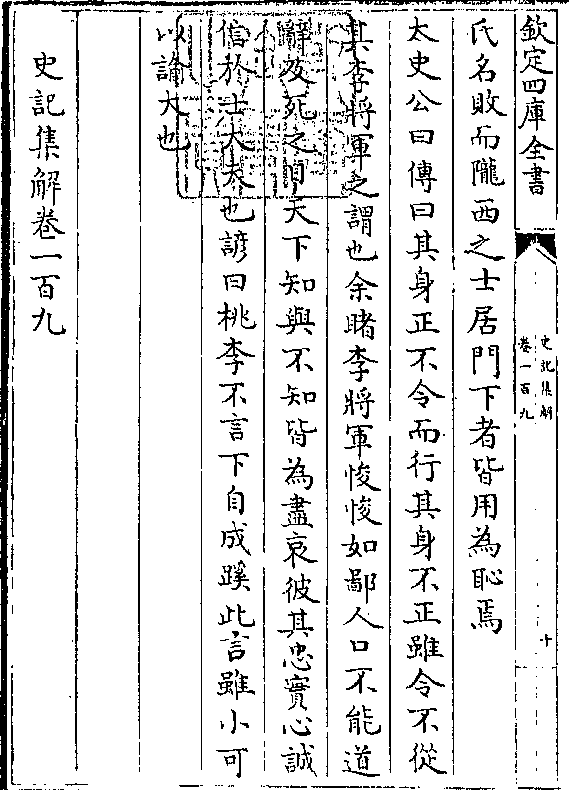 欽定四庫全書
史記集解
卷一百九
十
氏名敗而隴西之士居門下者皆用為恥焉
太史公曰傳曰其身正不令而行其身不正雖令不從
其李將軍之謂也余睹李將軍悛悛如鄙人口不能道
辭及死之日天下知與不知皆為盡哀彼其忠實心誠
信於士大夫也諺曰桃李不言下自成蹊此言雖小可
以諭大也
史記集解卷一百九